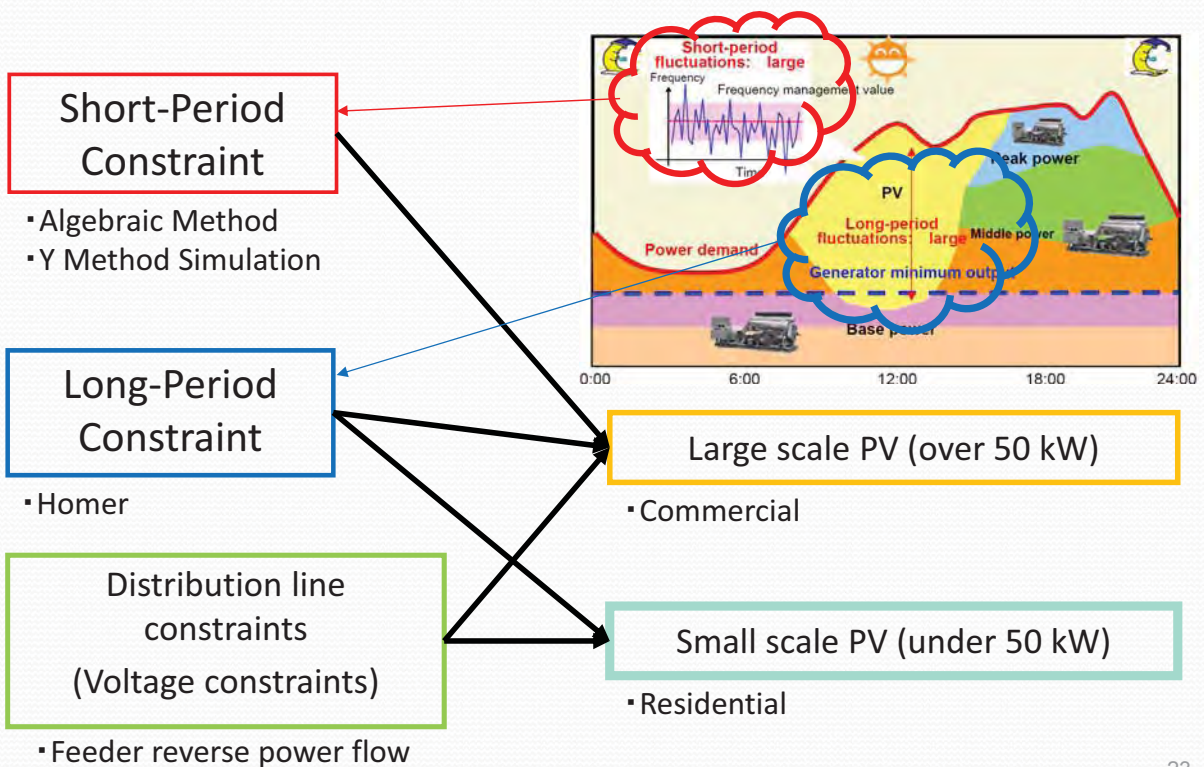 Short-Period
Constraint
▪Algebraic Method
▪Y Method Simulation
Long-Period
Constraint
▪Homer
Distribution line
constraints
(Voltage constraints)
▪Feeder reverse power flow
Short-period
fluctuations: large
Frequency
Frequency management value
Time
Peak power
PV
Long-period
fluctuations: large
Middle power
Power demand
Generator minimum output
Base power
0:00
6:00
12:00
18:00
24:00
Large scale PV (over 50 kW)
▪Commercial
Small scale PV (under 50 kW)
▪Residential
23